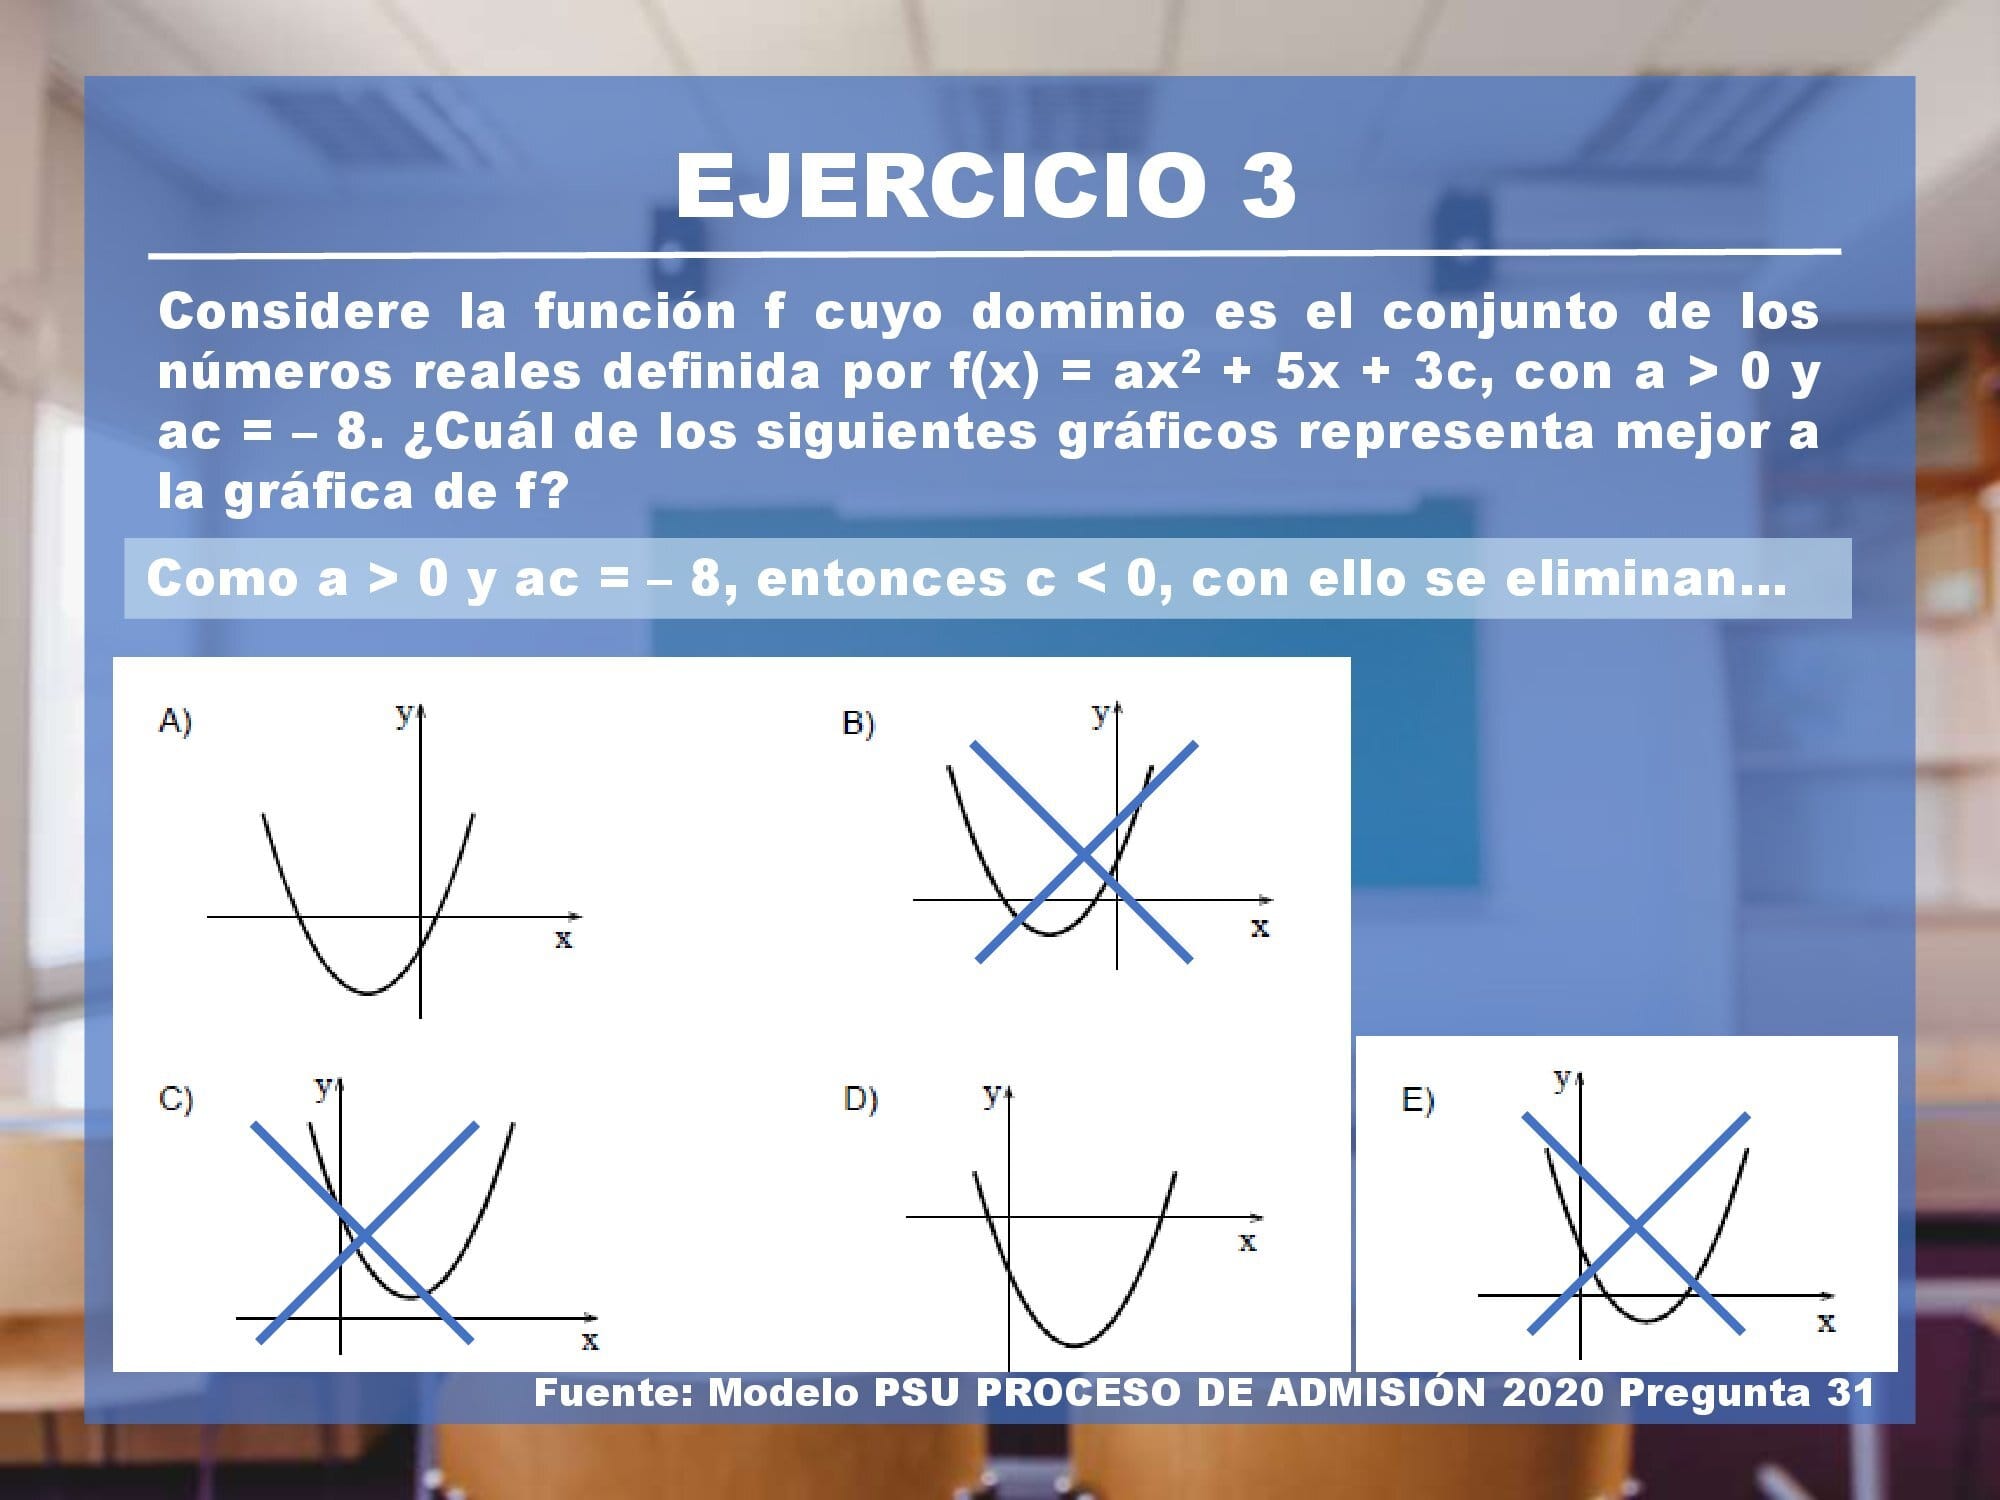 EJERCICIO 3
Considere la función f cuyo dominio es el conjunto de los
números reales definida por f(x) = ax² + 5x + 3c, con a > 0 y
ac = – 8. ¿Cuál de los siguientes gráficos representa mejor a
la gráfica de f?
Como a > 0 y ac = – 8, entonces c < 0, con ello se eliminan...
A)
y
x
B)
y
x
C)
y
x
D)
y
x
E)
y
x
Fuente: Modelo PSU PROCESO DE ADMISIÓN 2020 Pregunta 31